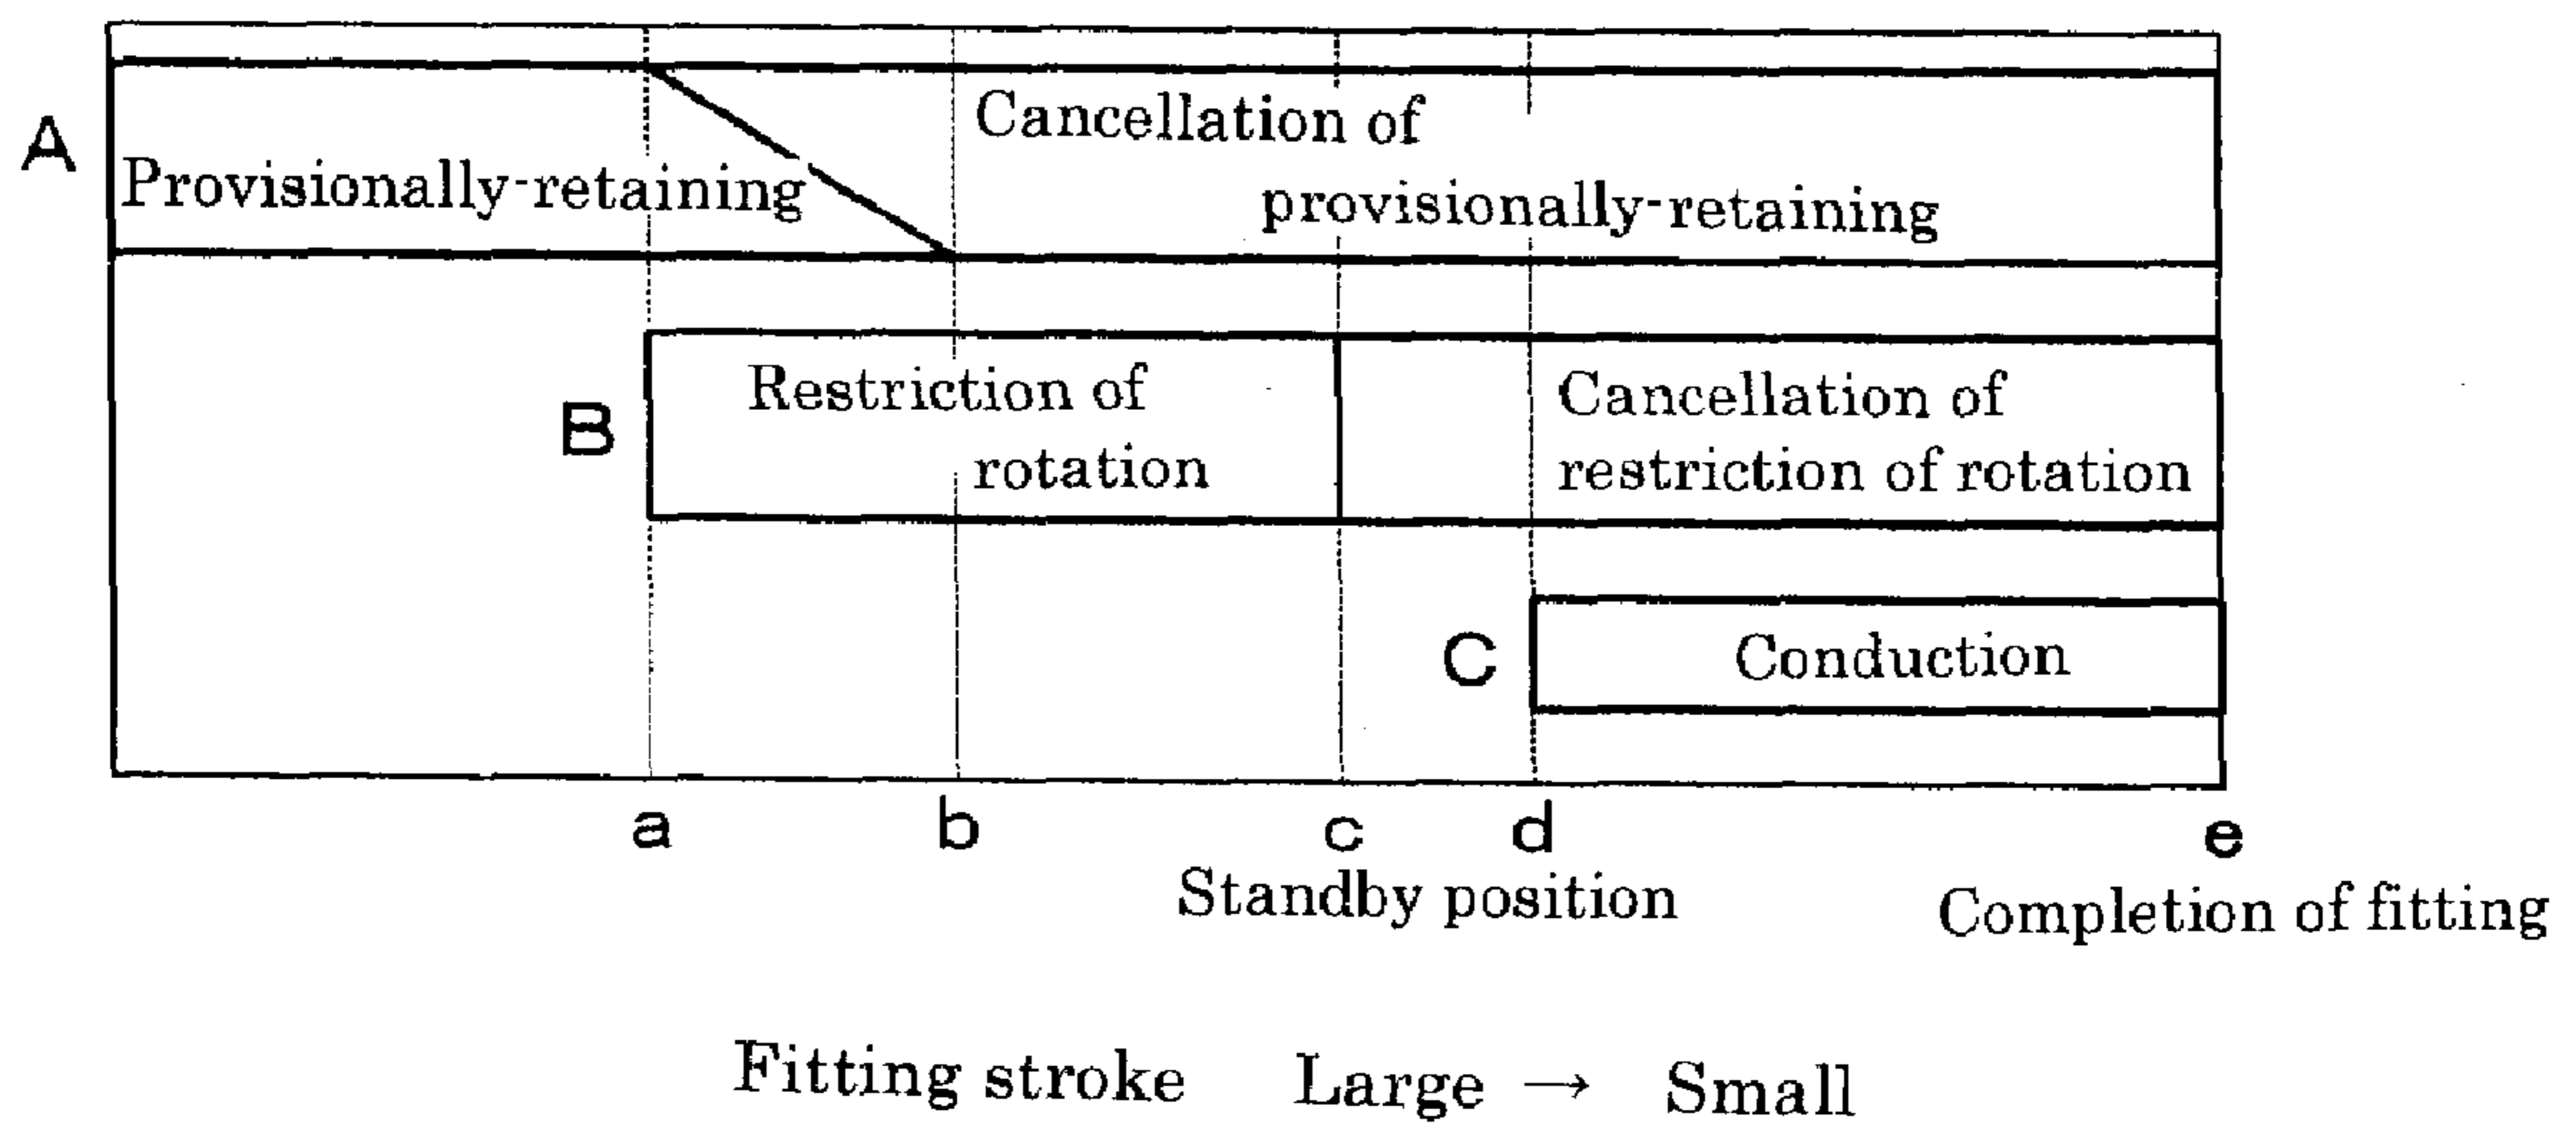 A
Provisionally-retaining
Cancellation of
provisionally-retaining
B
Restriction of
rotation
Cancellation of
restriction of rotation
C
Conduction
a b c d e
Standby position
Completion of fitting
Fitting stroke Large → Small